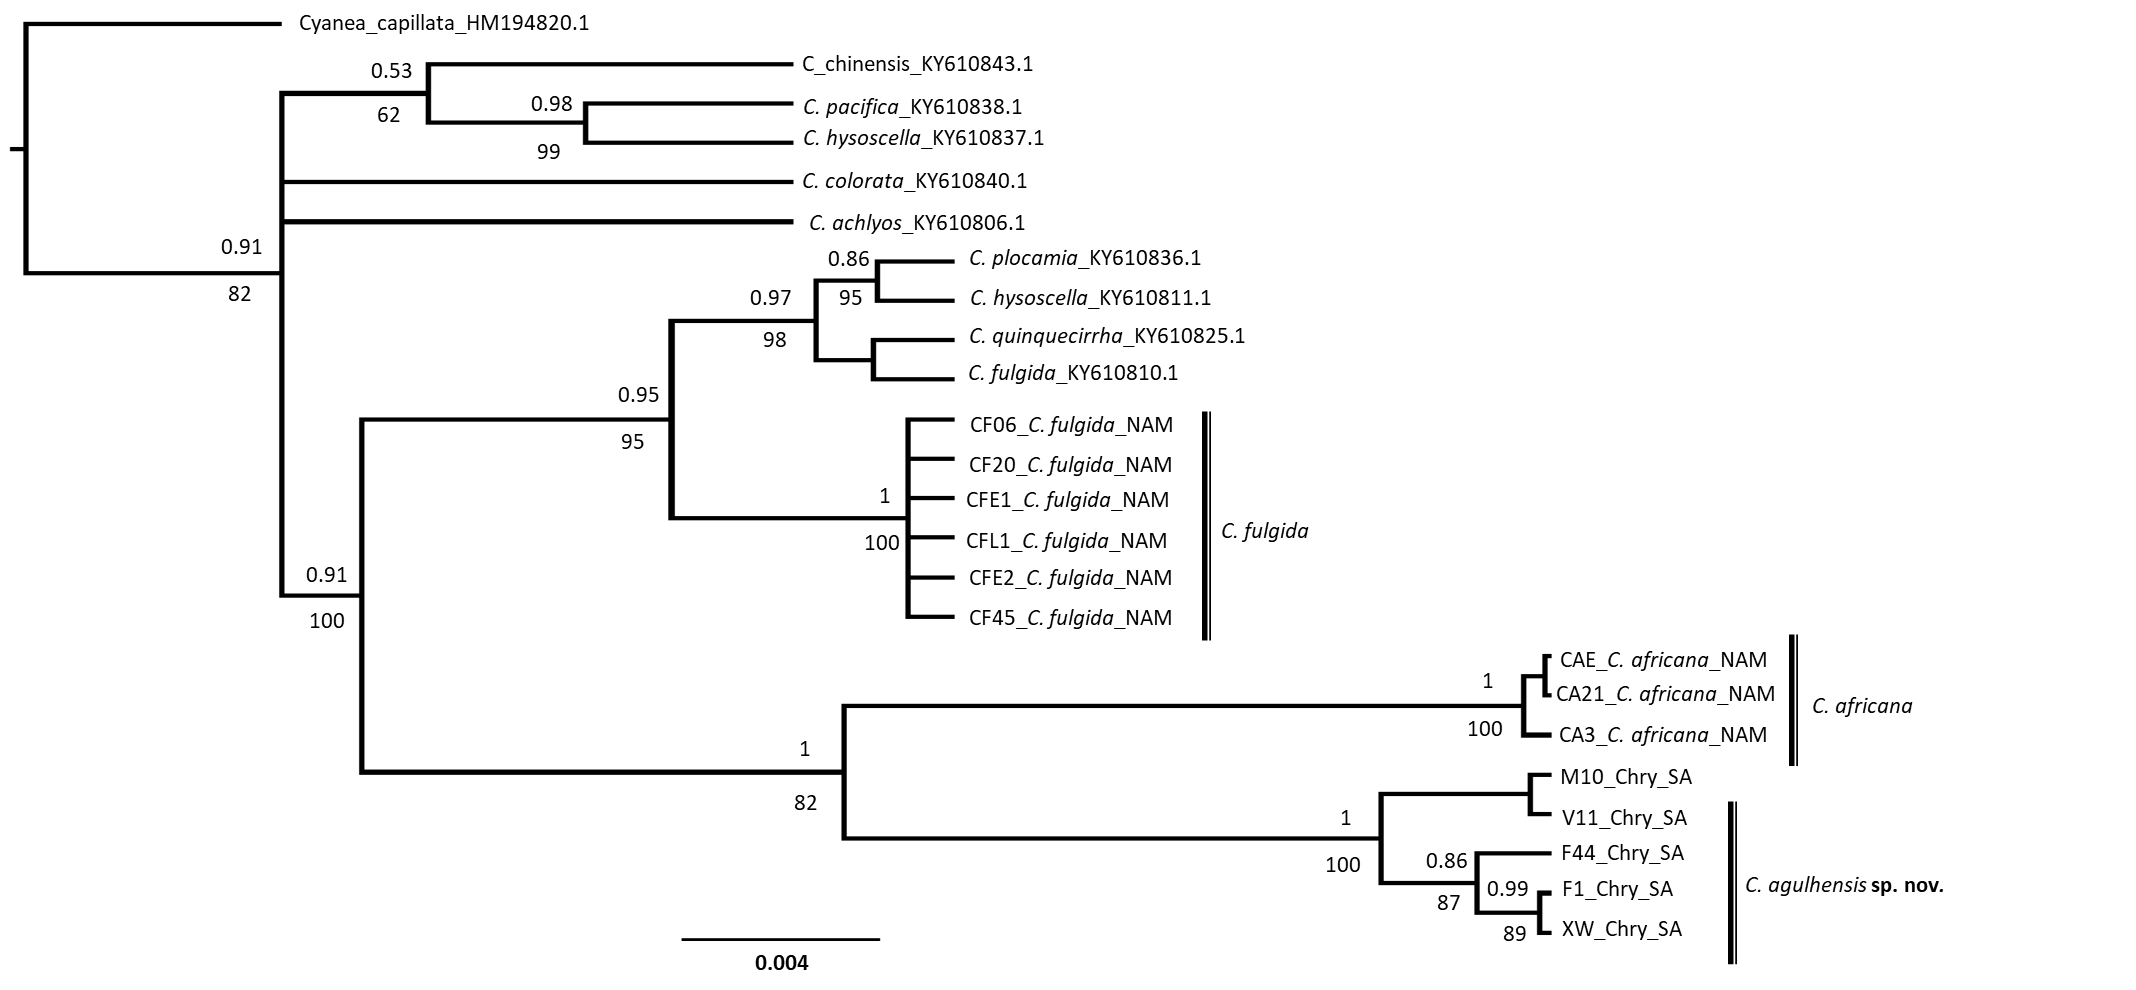 Cyanea_capillata_HM194820.1
0.53
C_chinensis_KY610843.1
62
0.98
C. pacifica_KY610838.1
C. hysoscella_KY610837.1
99
C. colorata_KY610840.1
C. achlyos_KY610806.1
0.91
82
0.86
C. plocamia_KY610836.1
0.97
95
C. hysoscella_KY610811.1
98
C. quinquecirrha_KY610825.1
C. fulgida_KY610810.1
0.95
95
CF06_C. fulgida_NAM
CF20_C. fulgida_NAM
1
CFE1_C. fulgida_NAM
C. fulgida
100
CFL1_C. fulgida_NAM
CFE2_C. fulgida_NAM
0.91
100
CF45_C. fulgida_NAM
1
CAE_C. africana_NAM
CA21_C. africana_NAM
C. africana
100
CA3_C. africana_NAM
1
82
M10_Chry_SA
1
V11_Chry_SA
100
0.86
F44_Chry_SA
0.99
F1_Chry_SA
C. agulhensis sp. nov.
87
89
XW_Chry_SA
0.004